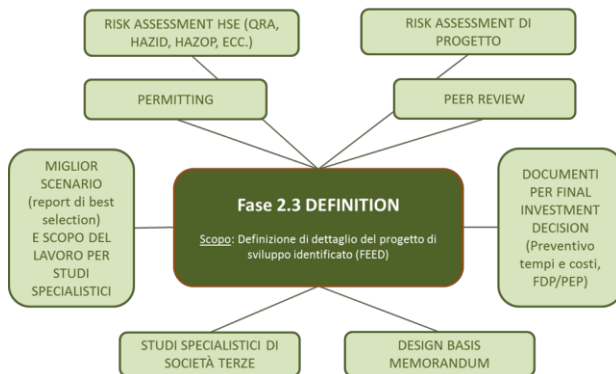 RISK ASSESSMENT HSE (QRA,
HAZID, HAZOP, ECC.)
RISK ASSESSMENT DI
PROGETTO
PERMITTING
PEER REVIEW
MIGLIOR
SCENARIO
(report di best
selection)
E SCOPO DEL
LAVORO PER
STUDI
SPECIALISTICI
Fase 2.3 DEFINITION
Scopo: Definizione di dettaglio del progetto di
sviluppo identificato (FEED)
DOCUMENTI
PER FINAL
INVESTMENT
DECISION
(Preventivo
tempi e costi,
FDP/PEP)
STUDI SPECIALISTICI DI
SOCIETÀ TERZE
DESIGN BASIS
MEMORANDUM